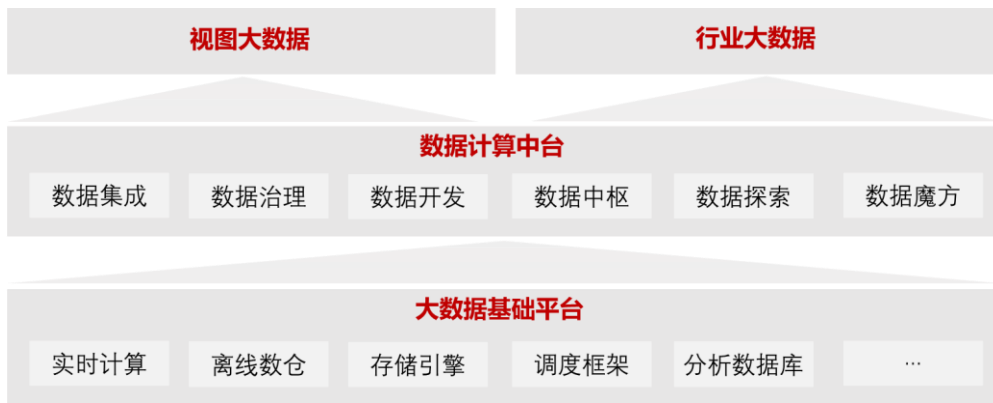 视图大数据
行业大数据
数据计算中台
数据集成
数据治理
数据开发
数据中枢
数据探索
数据魔方
大数据基础平台
实时计算
离线数仓
存储引擎
调度框架
分析数据库
...